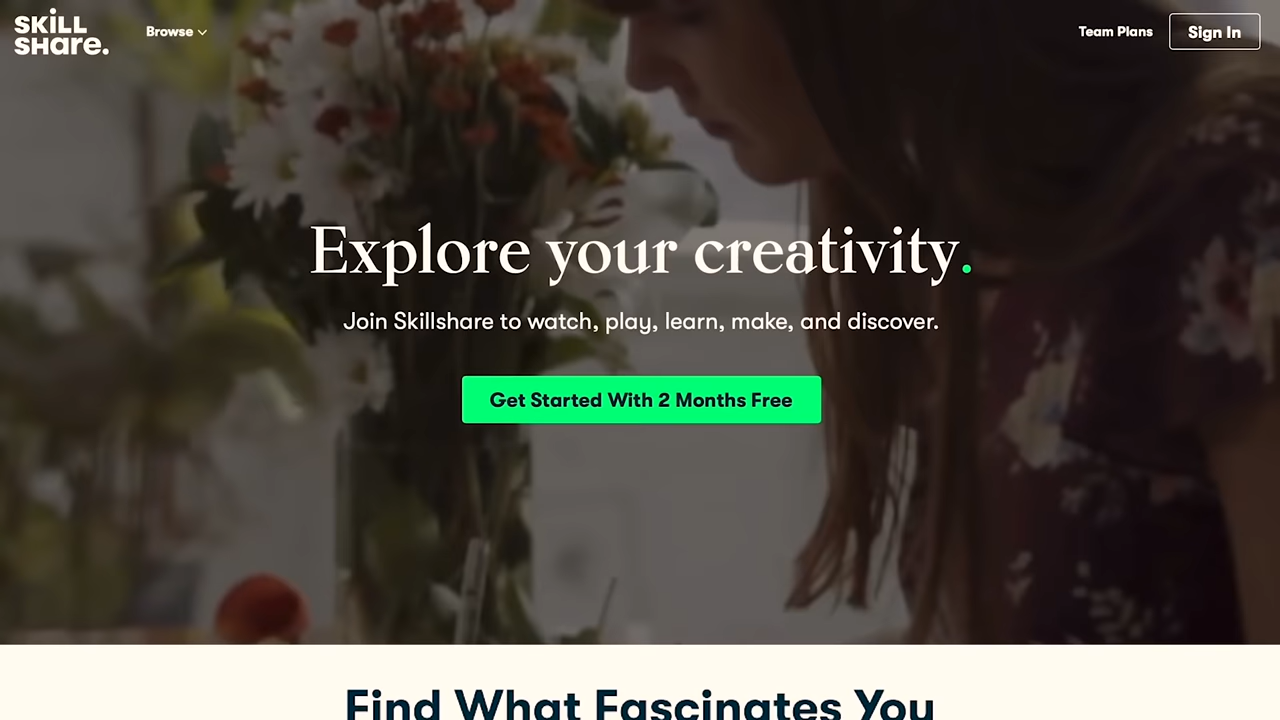 SKiLL
SHare.
Browse
Team Plans
Sign In
Explore your creativity.
Join Skillshare to watch, play, learn, make, and discover.
Get Started With 2 Months Free
Find What Fascinates You